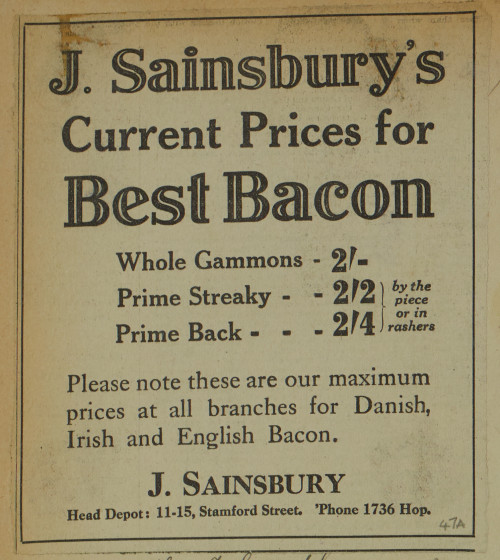 J. Sainsbury's
Current Prices for
Best Bacon
Whole Gammons - 2/-
Prime Streaky - - 2/2
Prime Back - - - 2/4
by the
piece
or in
rashers
Please note these are our maximum
prices at all branches for Danish,
Irish and English Bacon.
J. SAINSBURY
Head Depot: 11-15, Stamford Street. 'Phone 1736 Hop.
47A